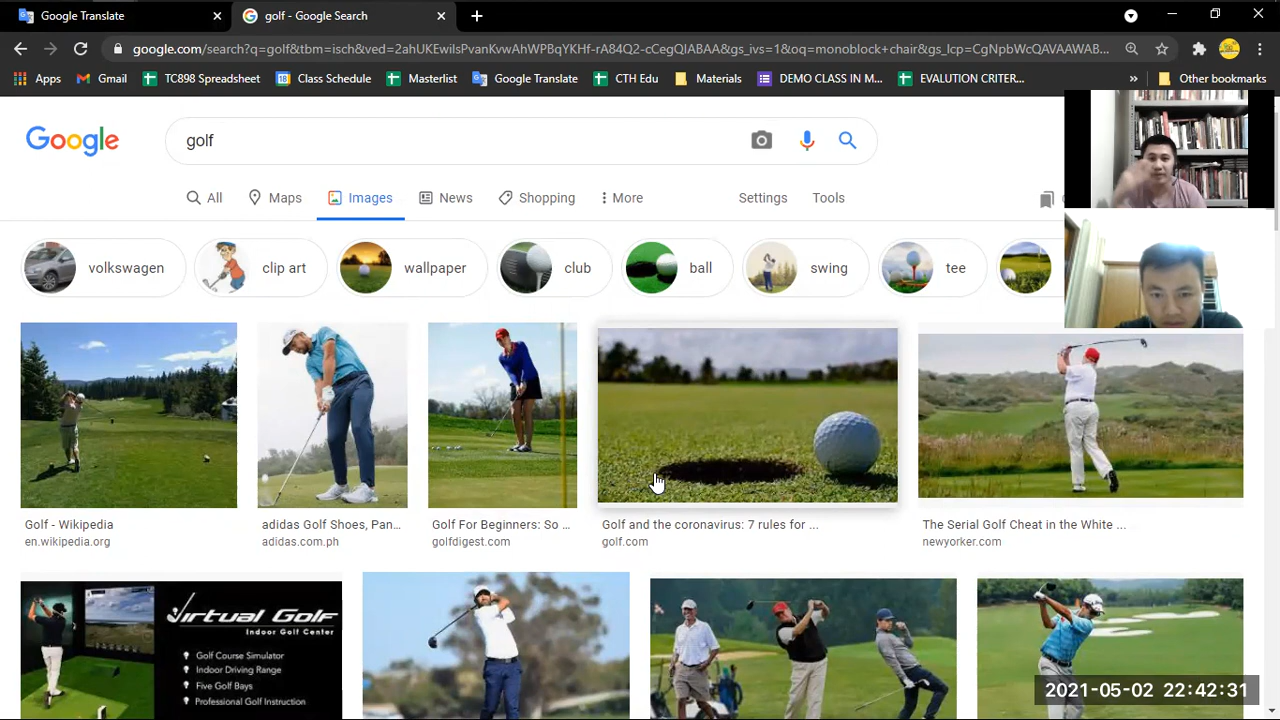 Google Translate
golf - Google Search
google.com/search?q=golf&tbm=isch&ved=2ahUKEwilsPvanKvwAhWPBqYKHf-rA84Q2-cCegQIABAA&gs_ivs=1&oq=monoblock+chair&gs_lcp=CgNpbWcQAVAAWAB...
Apps
Gmail
TC898 Spreadsheet
Class Schedule
Masterlist
Google Translate
CTH Edu
Materials
DEMO CLASS IN M...
EVALUTION CRITER...
Other bookmarks
Google
golf
All
Maps
Images
News
Shopping
More
Settings
Tools
volkswagen
clip art
wallpaper
club
ball
swing
tee
Golf - Wikipedia
en.wikipedia.org
adidas Golf Shoes, Pan...
adidas.com.ph
Golf For Beginners: So ...
golfdigest.com
Golf and the coronavirus: 7 rules for ...
golf.com
The Serial Golf Cheat in the White ...
newyorker.com
Virtual Golf
Indoor Golf Center
Golf Course Simulator
Indoor Driving Range
Five Golf Bays
Professional Golf Instruction
2021-05-02 22:42:31